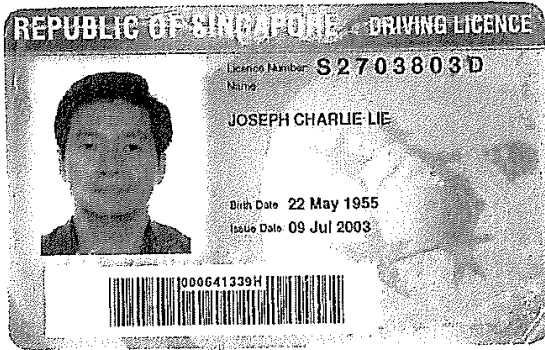 REPUBLIC OF SINGAPORE DRIVING LICENCE
Licence Number S2703803D
Name
JOSEPH CHARLIE LIE
Birth Date 22 May 1955
Issue Date 09 Jul 2003
000641339H